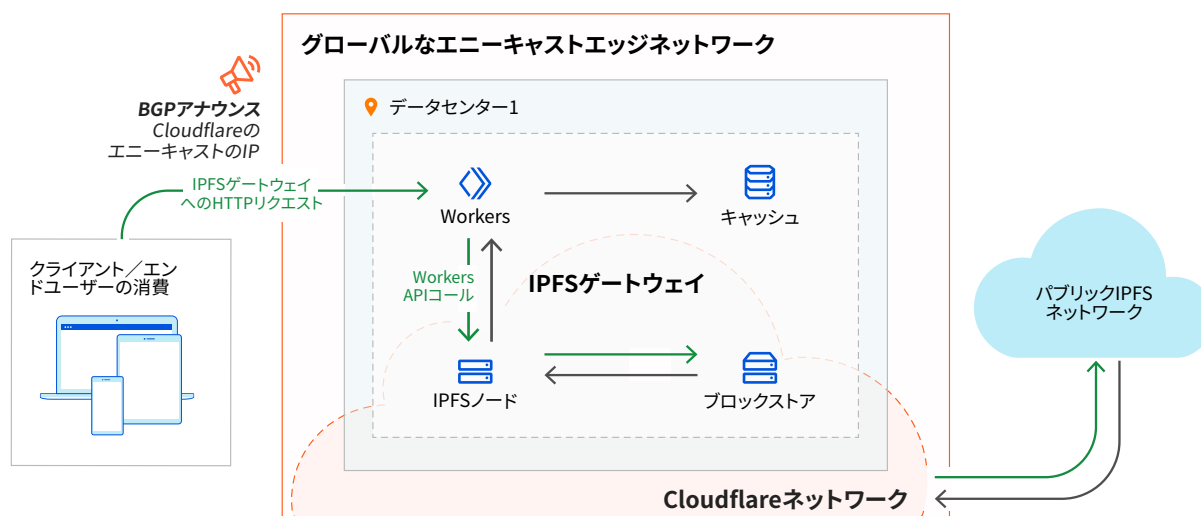 グローバルなエニーキャストエッジネットワーク
BGPアナウンス
Cloudflareの
エニーキャストのIP
データセンター1
IPFSゲートウェイ
へのHTTPリクエスト
Workers
キャッシュ
クライアント／エン
ドユーザーの消費
Workers
APIコール
IPFSゲートウェイ
パブリックIPFS
ネットワーク
IPFSノード
ブロックストア
Cloudflareネットワーク